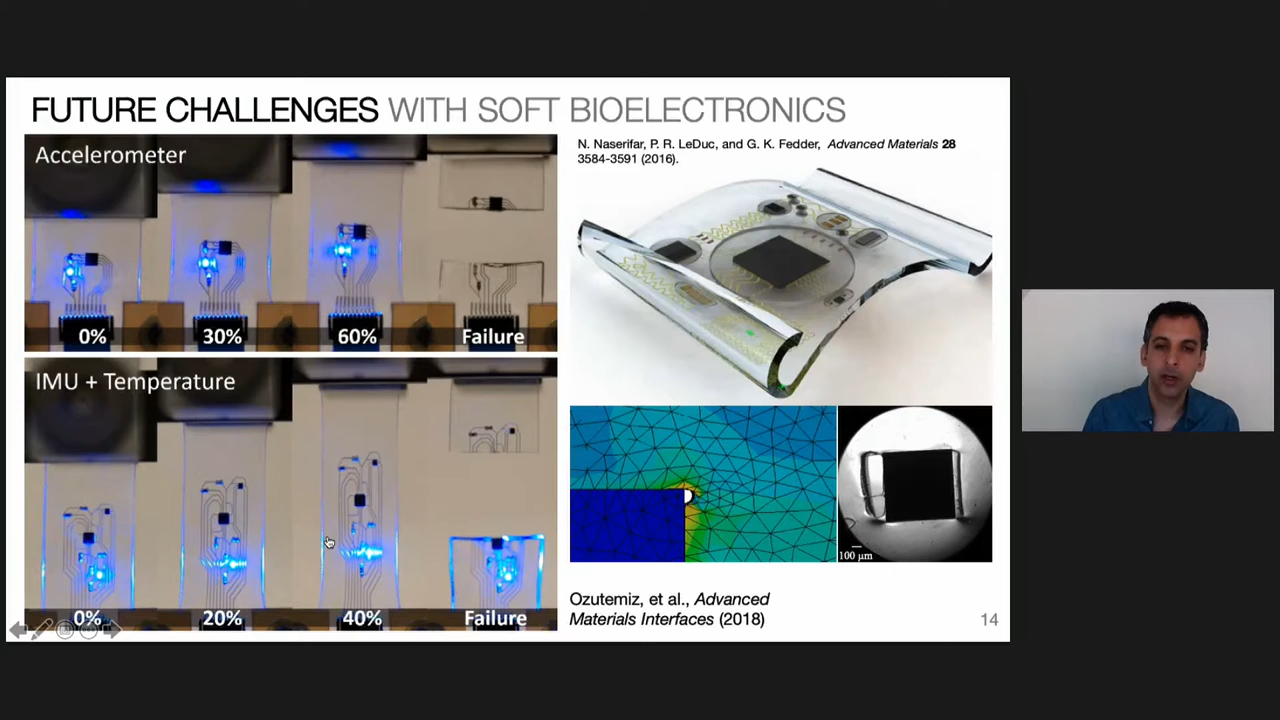 FUTURE CHALLENGES WITH SOFT BIOELECTRONICS
Accelerometer
0% 30% 60% Failure
IMU + Temperature
0% 20% 40% Failure
N. Naserifar, P. R. LeDuc, and G. K. Fedder, Advanced Materials 28
3584-3591 (2016).
100 µm
Ozutemiz, et al., Advanced
Materials Interfaces (2018)
14